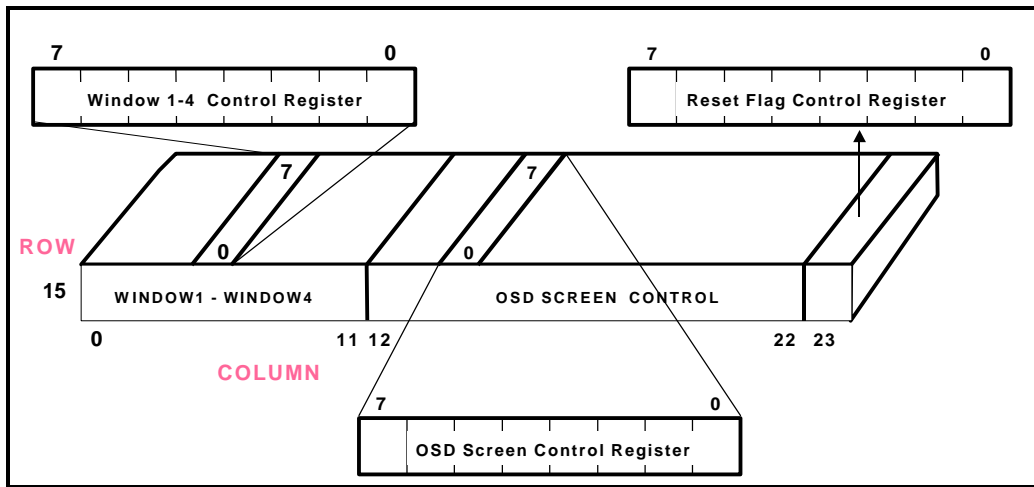 7 0
Window 1-4 Control Register
7 0
Reset Flag Control Register
7
7
ROW
0
0
15
WINDOW1 - WINDOW4
OSD SCREEN CONTROL
0
11 12
22 23
COLUMN
7 0
OSD Screen Control Register